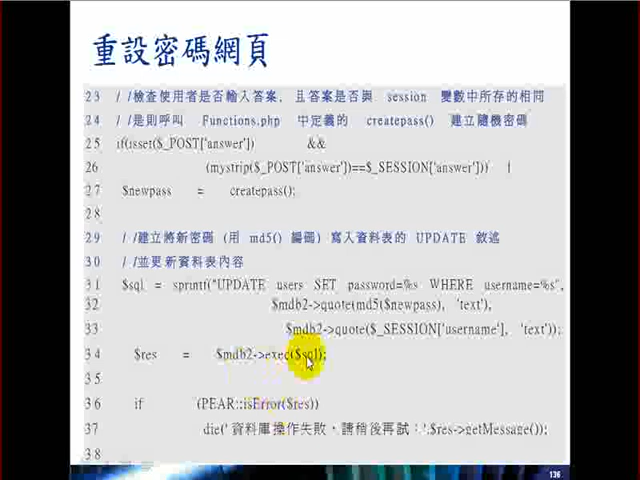 重設密碼網頁
23 / /檢查使用者是否輸入答案, 且答案是否與 session 變數中所存的相同
24 / /是則呼叫 Functions.php 中定義的 createpass() 建立隨機密碼
25 if(isset($_POST['answer']) &&
26 (mystrip($_POST['answer'])==$_SESSION['answer'])) {
27 $newpass = createpass();
28
29 / /建立將新密碼 (用 md5() 編碼) 寫入資料表的 UPDATE 敘述
30 / /並更新資料表內容
31 $sql = sprintf("UPDATE users SET password=%s WHERE username=%s",
32 $mdb2->quote(md5($newpass), 'text'),
33 $mdb2->quote($_SESSION['username'], 'text'));
34 $res = $mdb2->exec($sql);
35
36 if (PEAR::isError($res))
37 die('資料庫操作失敗，請稍後再試：'.$res->getMessage());
38
136